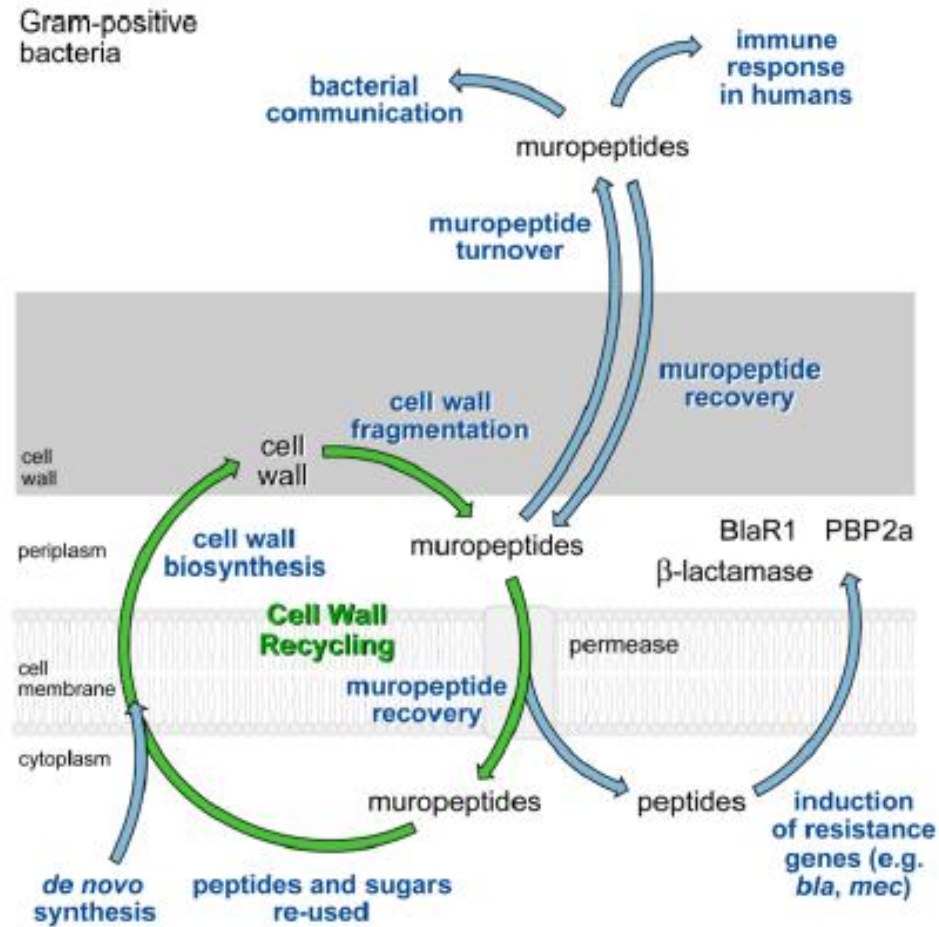 Gram-positive
bacteria
immune
response
in humans
bacterial
communication
muropeptides
muropeptide
turnover
muropeptide
recovery
cell wall
fragmentation
cell
wall
cell
wall
periplasm
cell wall
biosynthesis
muropeptides
BlaR1 PBP2a
β-lactamase
Cell Wall
Recycling
permease
cell
membrane
muropeptide
recovery
cytoplasm
muropeptides
peptides
induction
of resistance
genes (e.g.
bla, mec)
de novo
synthesis
peptides and sugars
re-used